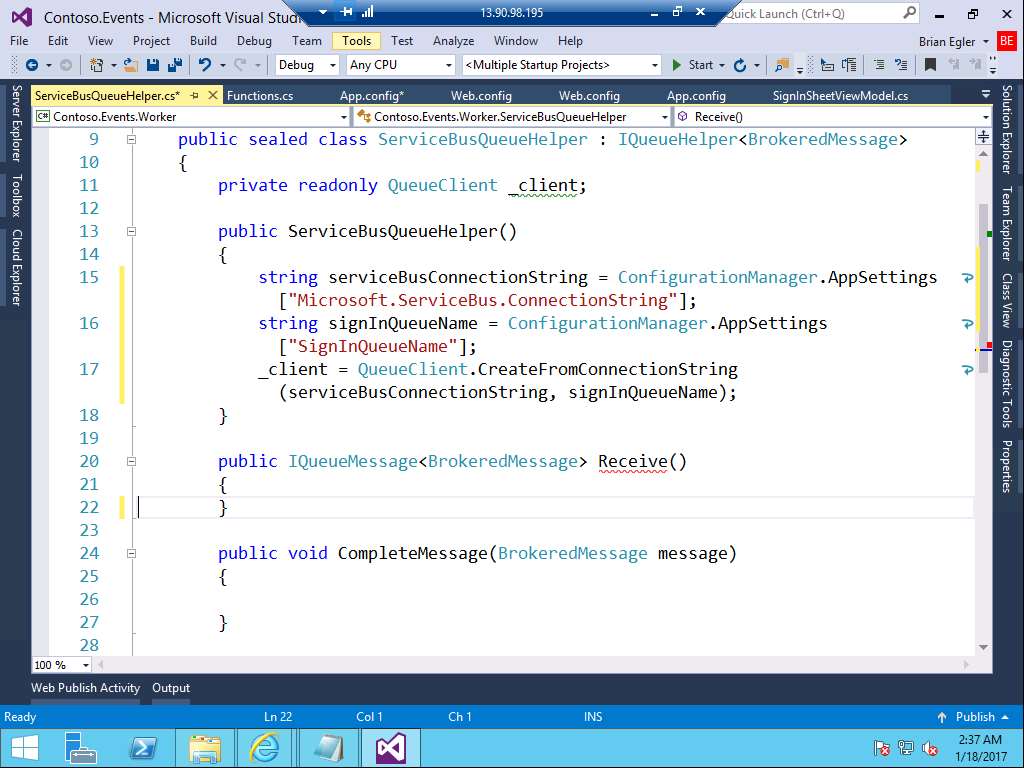 Contoso.Events - Microsoft Visual Stud
13.90.98.195
Quick Launch (Ctrl+Q)
File Edit View Project Build Debug Team Tools Test Analyze Window Help
Brian Egler BE
Debug Any CPU <Multiple Startup Projects> Start
ServiceBusQueueHelper.cs* Functions.cs App.config* Web.config Web.config App.config SignInSheetViewModel.cs
Contoso.Events.Worker Contoso.Events.Worker.ServiceBusQueueHelper Receive()
Server Explorer
Toolbox
Cloud Explorer
9 public sealed class ServiceBusQueueHelper : IQueueHelper<BrokeredMessage>
10 {
11 private readonly QueueClient _client;
12
13 public ServiceBusQueueHelper()
14 {
15 string serviceBusConnectionString = ConfigurationManager.AppSettings
["Microsoft.ServiceBus.ConnectionString"];
16 string signInQueueName = ConfigurationManager.AppSettings
["SignInQueueName"];
17 _client = QueueClient.CreateFromConnectionString
(serviceBusConnectionString, signInQueueName);
18 }
19
20 public IQueueMessage<BrokeredMessage> Receive()
21 {
22 }
23
24 public void CompleteMessage(BrokeredMessage message)
25 {
26
27 }
28
Solution Explorer
Team Explorer
Class View
Diagnostic Tools
Properties
100 %
Web Publish Activity Output
Ready Ln 22 Col 1 Ch 1 INS Publish
2:37 AM
1/18/2017